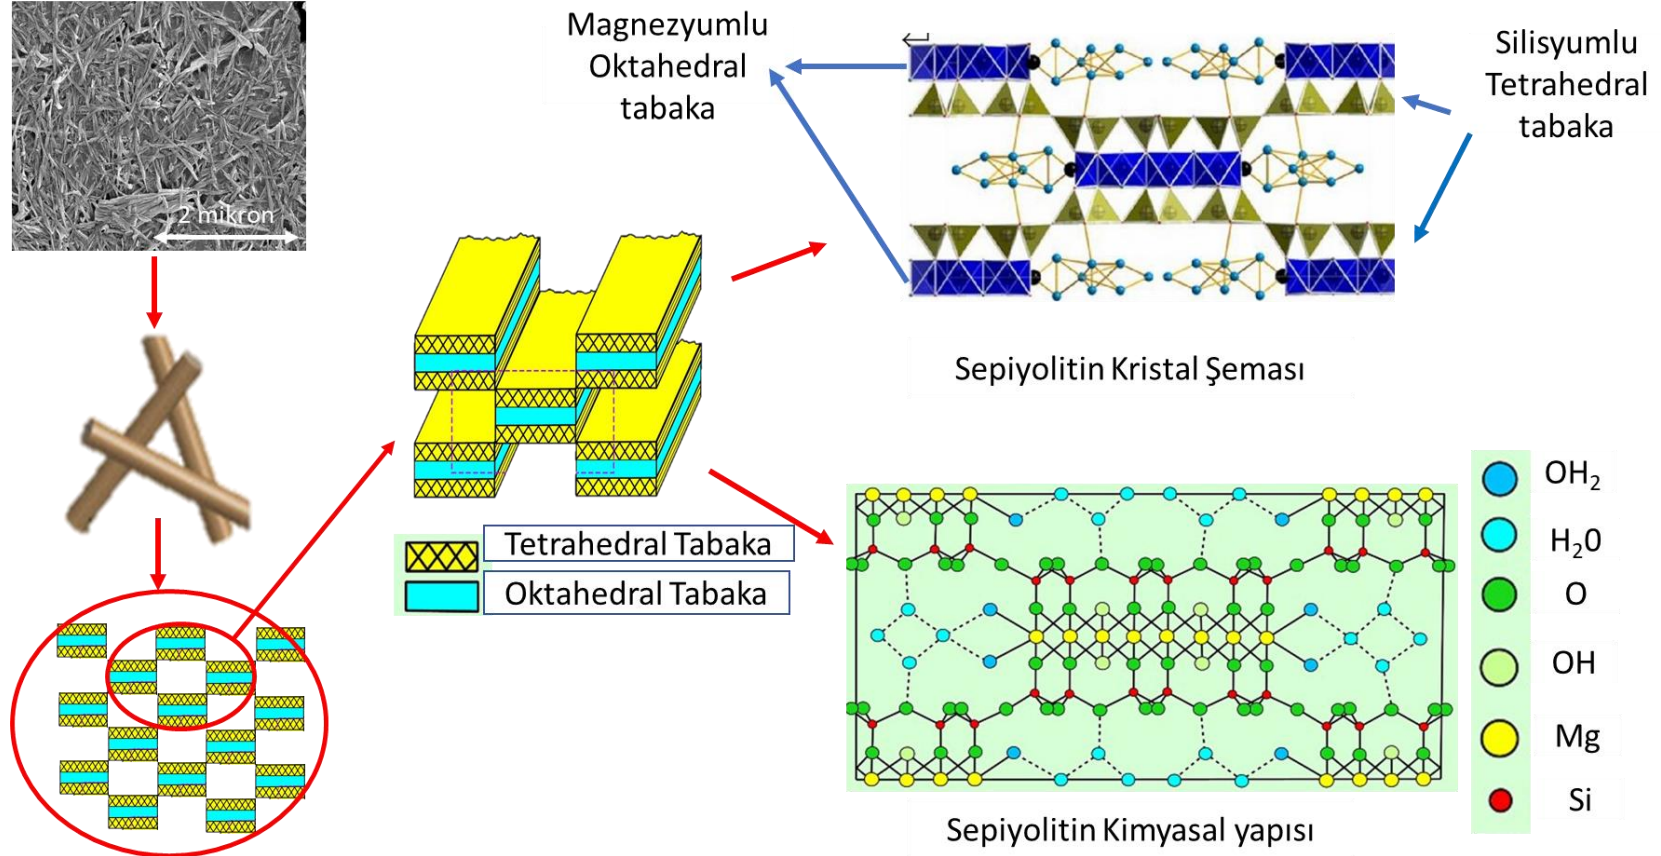 2 mikron
Magnezyumlu
Oktahedral
tabaka
Silisyumlu
Tetrahedral
tabaka
Sepiyolitin Kristal Şeması
Tetrahedral Tabaka
Oktahedral Tabaka
OH₂
H₂0
O
OH
Mg
Si
Sepiyolitin Kimyasal yapısı